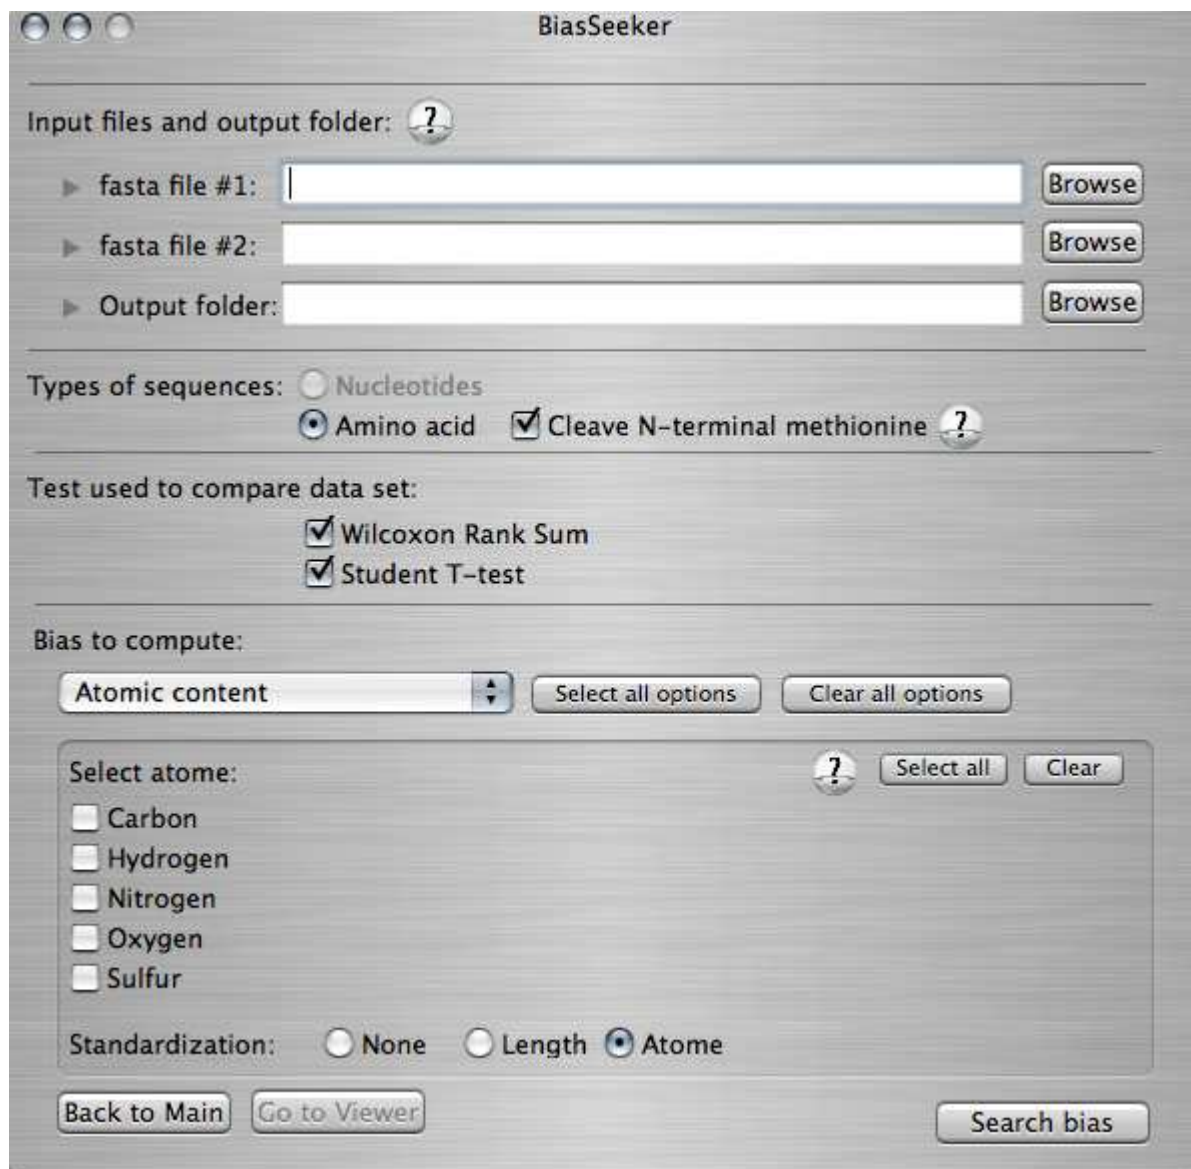 BiasSeeker
Input files and output folder: ?
fasta file #1: Browse
fasta file #2: Browse
Output folder: Browse
Types of sequences: Nucleotides
Amino acid Cleave N-terminal methionine ?
Test used to compare data set:
Wilcoxon Rank Sum
Student T-test
Bias to compute:
Atomic content Select all options Clear all options
Select atome: ? Select all Clear
Carbon
Hydrogen
Nitrogen
Oxygen
Sulfur
Standardization: None Length Atome
Back to Main Go to Viewer Search bias